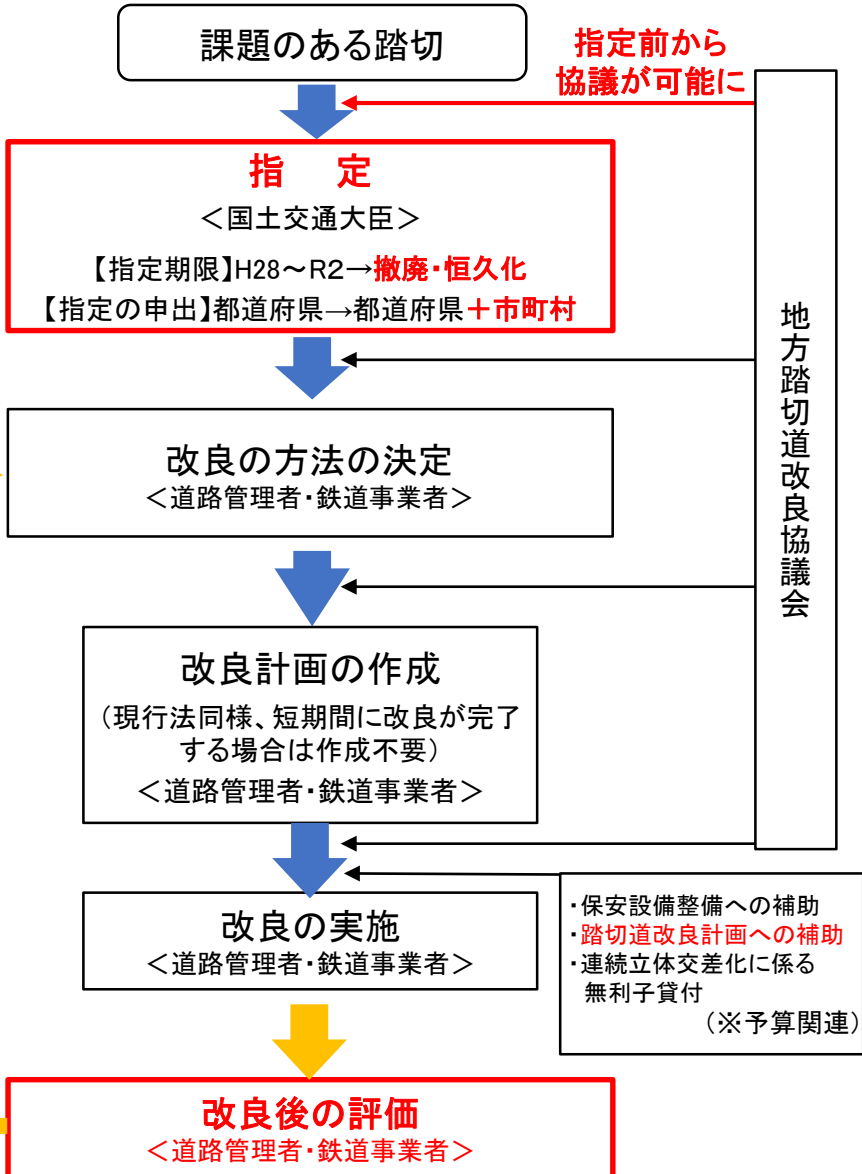 課題のある踏切
指定前から
協議が可能に
指　定
＜国土交通大臣＞
【指定期限】H28～R2→撤廃・恒久化
【指定の申出】都道府県→都道府県＋市町村
地方踏切道改良協議会
改良の方法の決定
＜道路管理者・鉄道事業者＞
改良計画の作成
（現行法同様、短期間に改良が完了
する場合は作成不要）
＜道路管理者・鉄道事業者＞
改良の実施
＜道路管理者・鉄道事業者＞
・保安設備整備への補助
・踏切道改良計画への補助
・連続立体交差化に係る
無利子貸付
（※予算関連）
改良後の評価
＜道路管理者・鉄道事業者＞